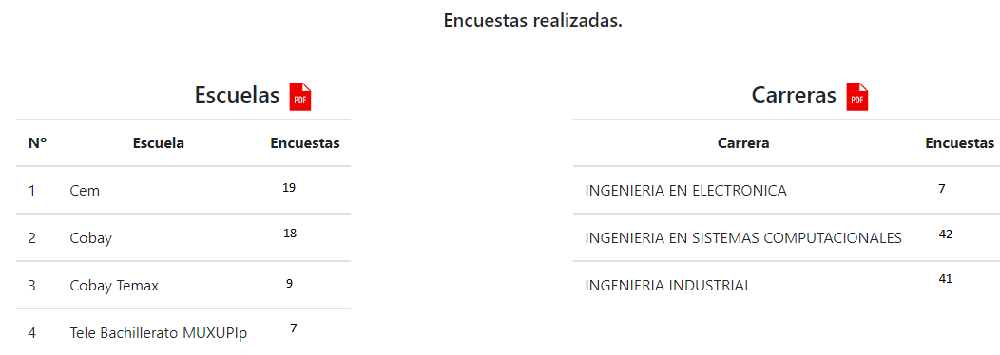 Encuestas realizadas.
Escuelas PDF
Nº Escuela Encuestas
1 Cem 19
2 Cobay 18
3 Cobay Temax 9
4 Tele Bachillerato MUXUPIp 7
Carreras PDF
Carrera Encuestas
INGENIERIA EN ELECTRONICA 7
INGENIERIA EN SISTEMAS COMPUTACIONALES 42
INGENIERIA INDUSTRIAL 41